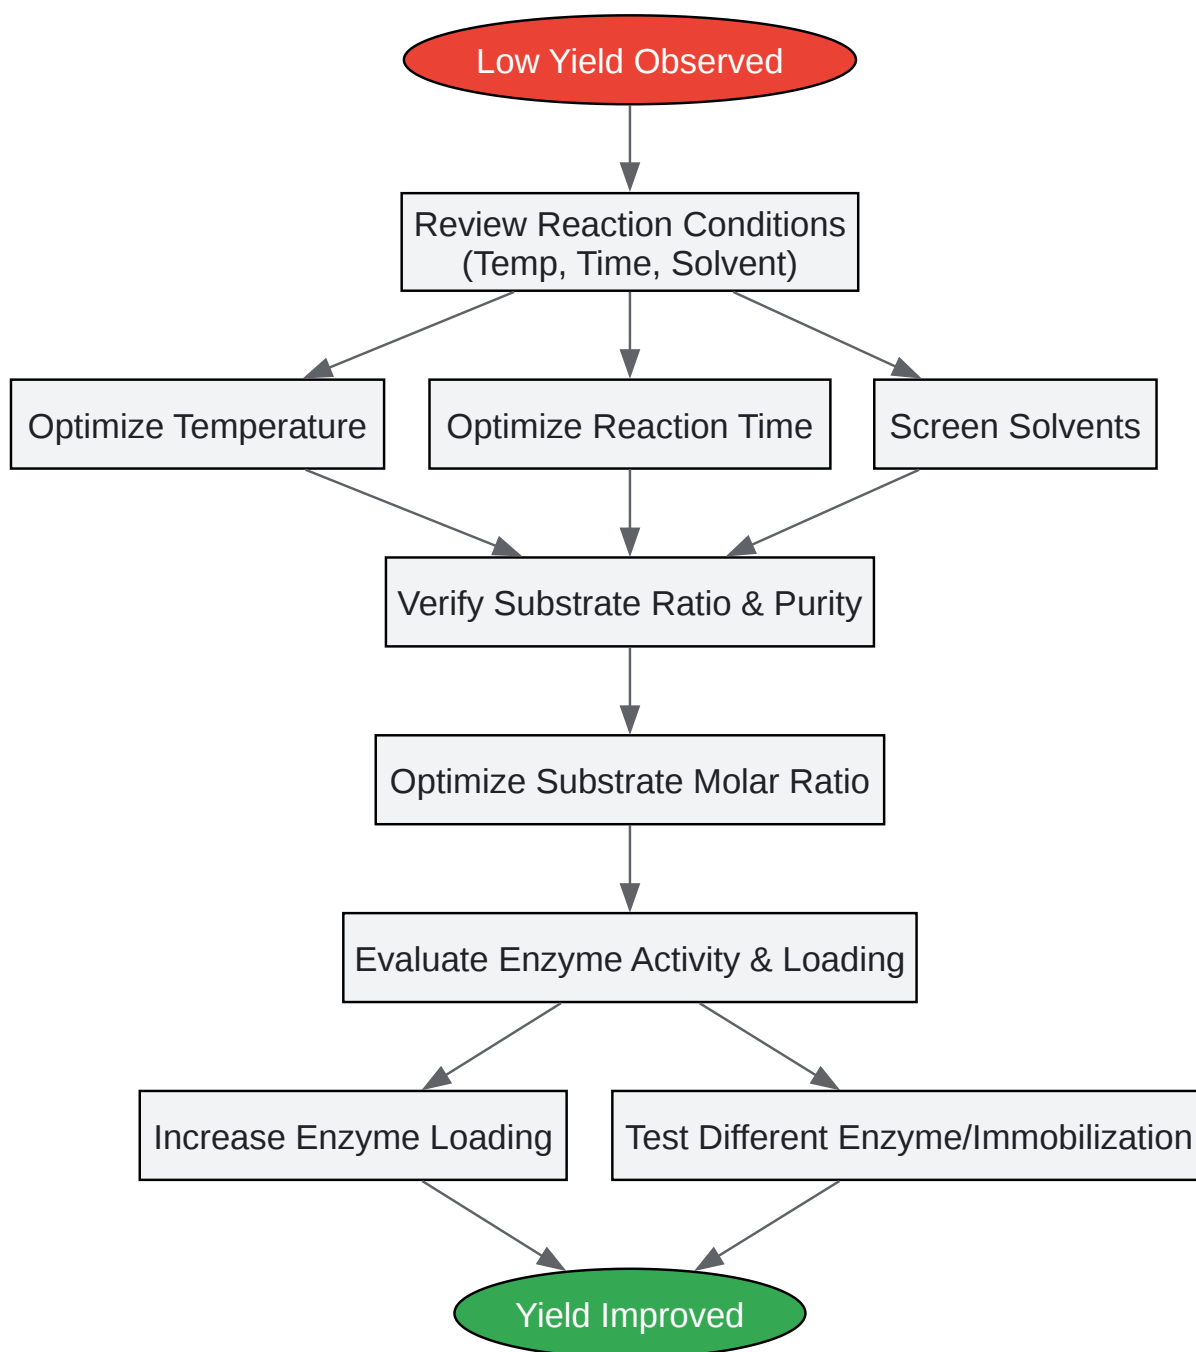 Low Yield Observed
Review Reaction Conditions
(Temp, Time, Solvent)
Optimize Temperature
Optimize Reaction Time
Screen Solvents
Verify Substrate Ratio & Purity
Optimize Substrate Molar Ratio
Evaluate Enzyme Activity & Loading
Increase Enzyme Loading
Test Different Enzyme/Immobilization
Yield Improved